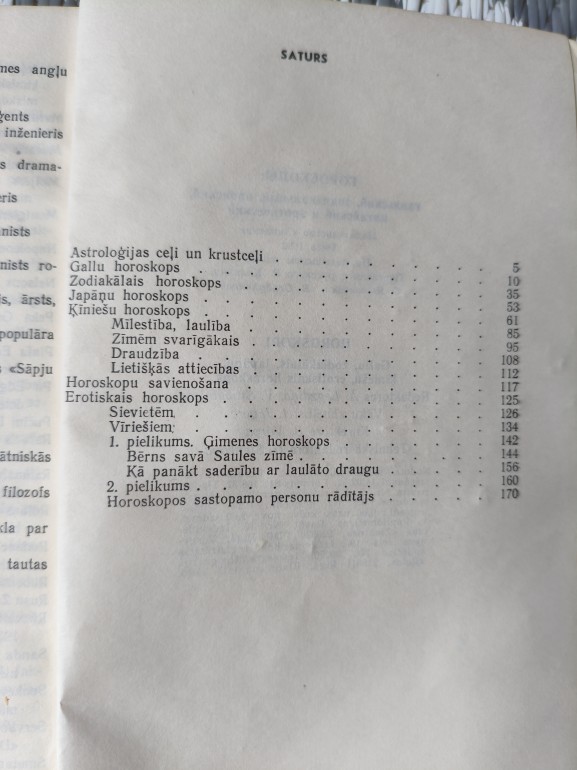 nes angļu
ģents
inženieris
s drama-
eris
nists
nists ro-
is, ārsts,
populāra
«Sāpju
ātniskās
filozofs
kla par
tautas
SATURS
Astroloģijas ceļi un krustceļi . . . . . . . . 5
Gallu horoskops . . . . . . . . . . . 10
Zodiakālais horoskops . . . . . . . . . . 35
Japāņu horoskops . . . . . . . . . . . 53
Ķīniešu horoskops . . . . . . . . . . . 61
Mīlestība, laulība . . . . . . . . . . 85
Zīmēm svarīgākais . . . . . . . . . . 95
Draudzība . . . . . . . . . . . . 108
Lietišķās attiecības . . . . . . . . . . 112
Horoskopu savienošana . . . . . . . . . . 117
Erotiskais horoskops . . . . . . . . . . 125
Sievietēm . . . . . . . . . . . . 126
Vīriešiem . . . . . . . . . . . . 134
1. pielikums. Ģimenes horoskops . . . . . . 142
Bērns savā Saules zīmē . . . . . . . . 144
Kā panākt saderību ar laulāto draugu . . . . 156
2. pielikums . . . . . . . . . . . 160
Horoskopos sastopamo personu rādītājs . . . . . 170